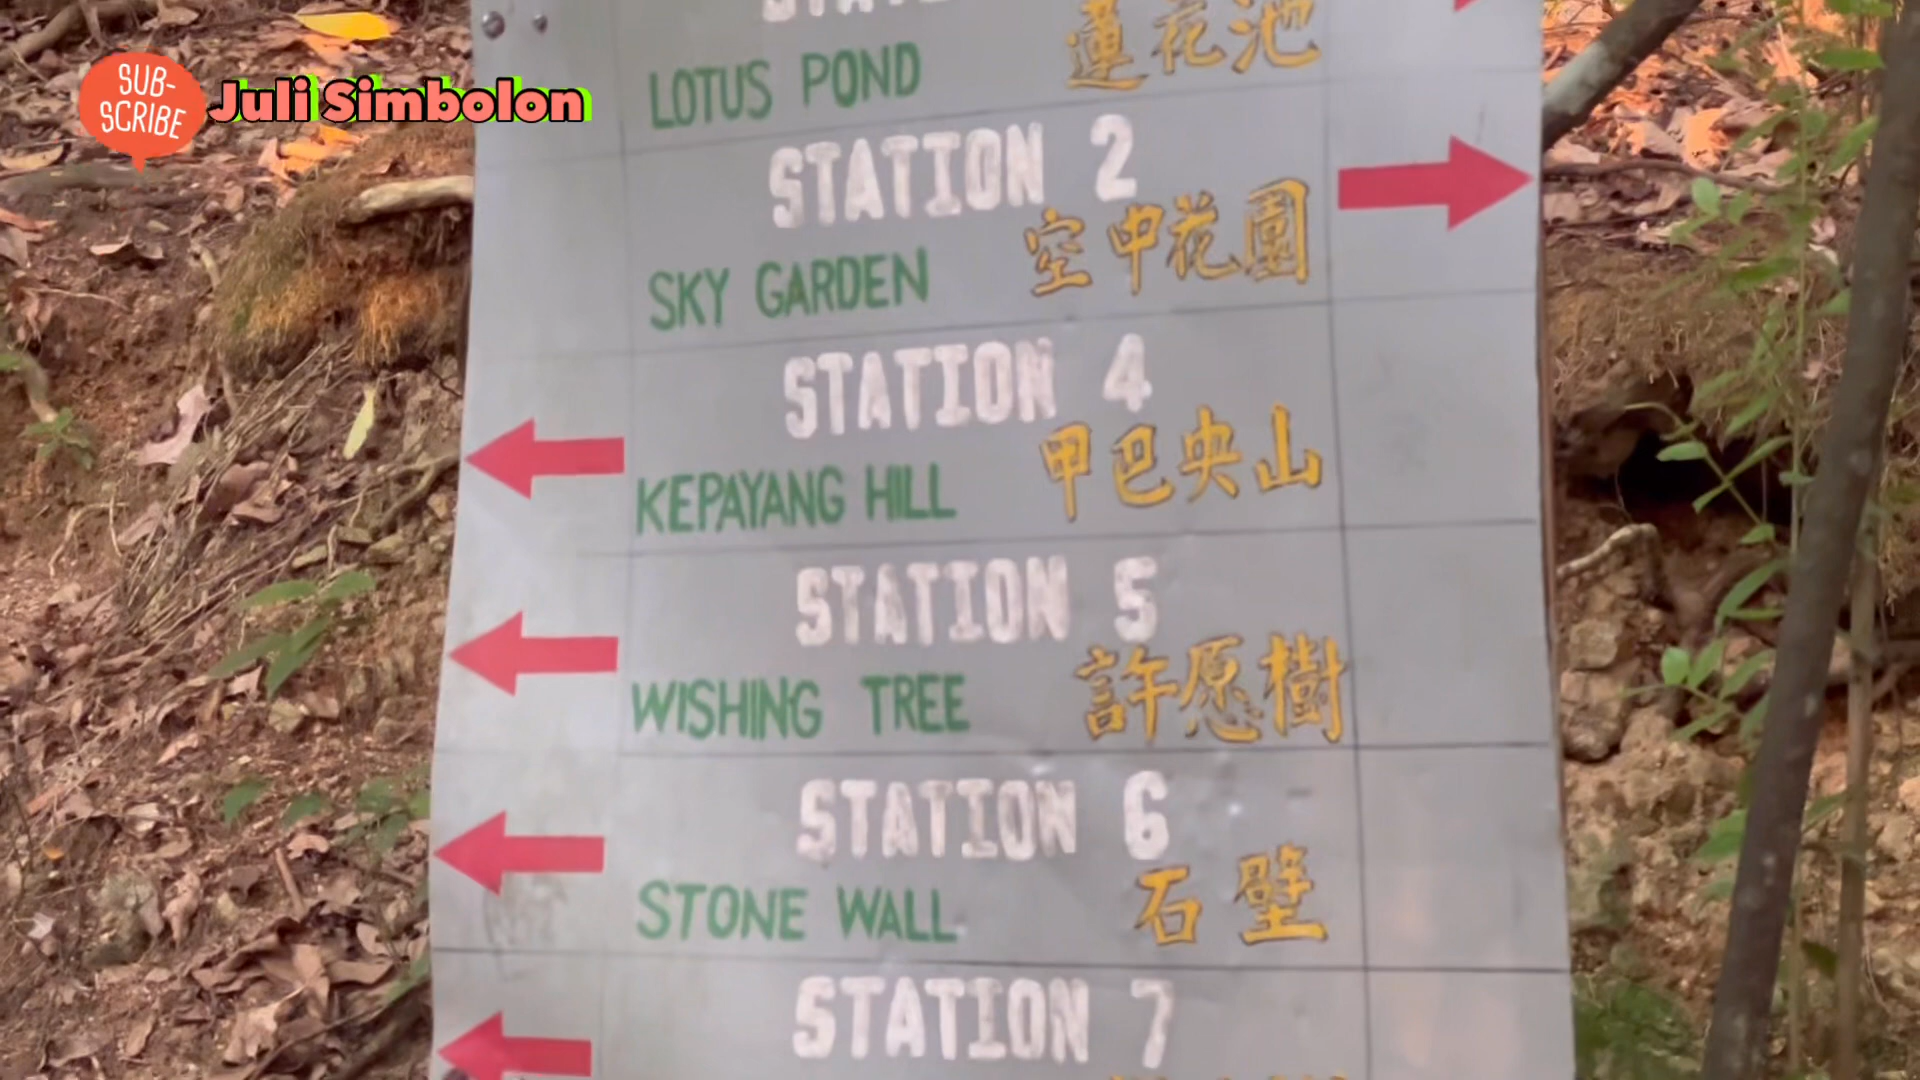 SUB-
SCRIBE
Juli Simbolon
LOTUS POND 蓮花池
STATION 2
SKY GARDEN 空中花園
STATION 4
KEPAYANG HILL 甲巴央山
STATION 5
WISHING TREE 許愿樹
STATION 6
STONE WALL 石壁
STATION 7